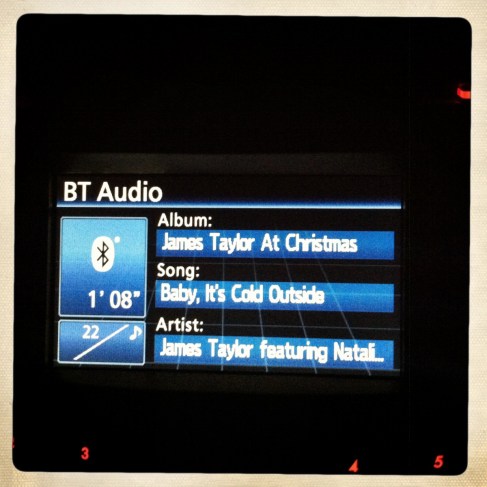 BT Audio
Album:
James Taylor At Christmas
Song:
Baby, It's Cold Outside
1' 08"
22
Artist:
James Taylor featuring Natali...
3
4
5